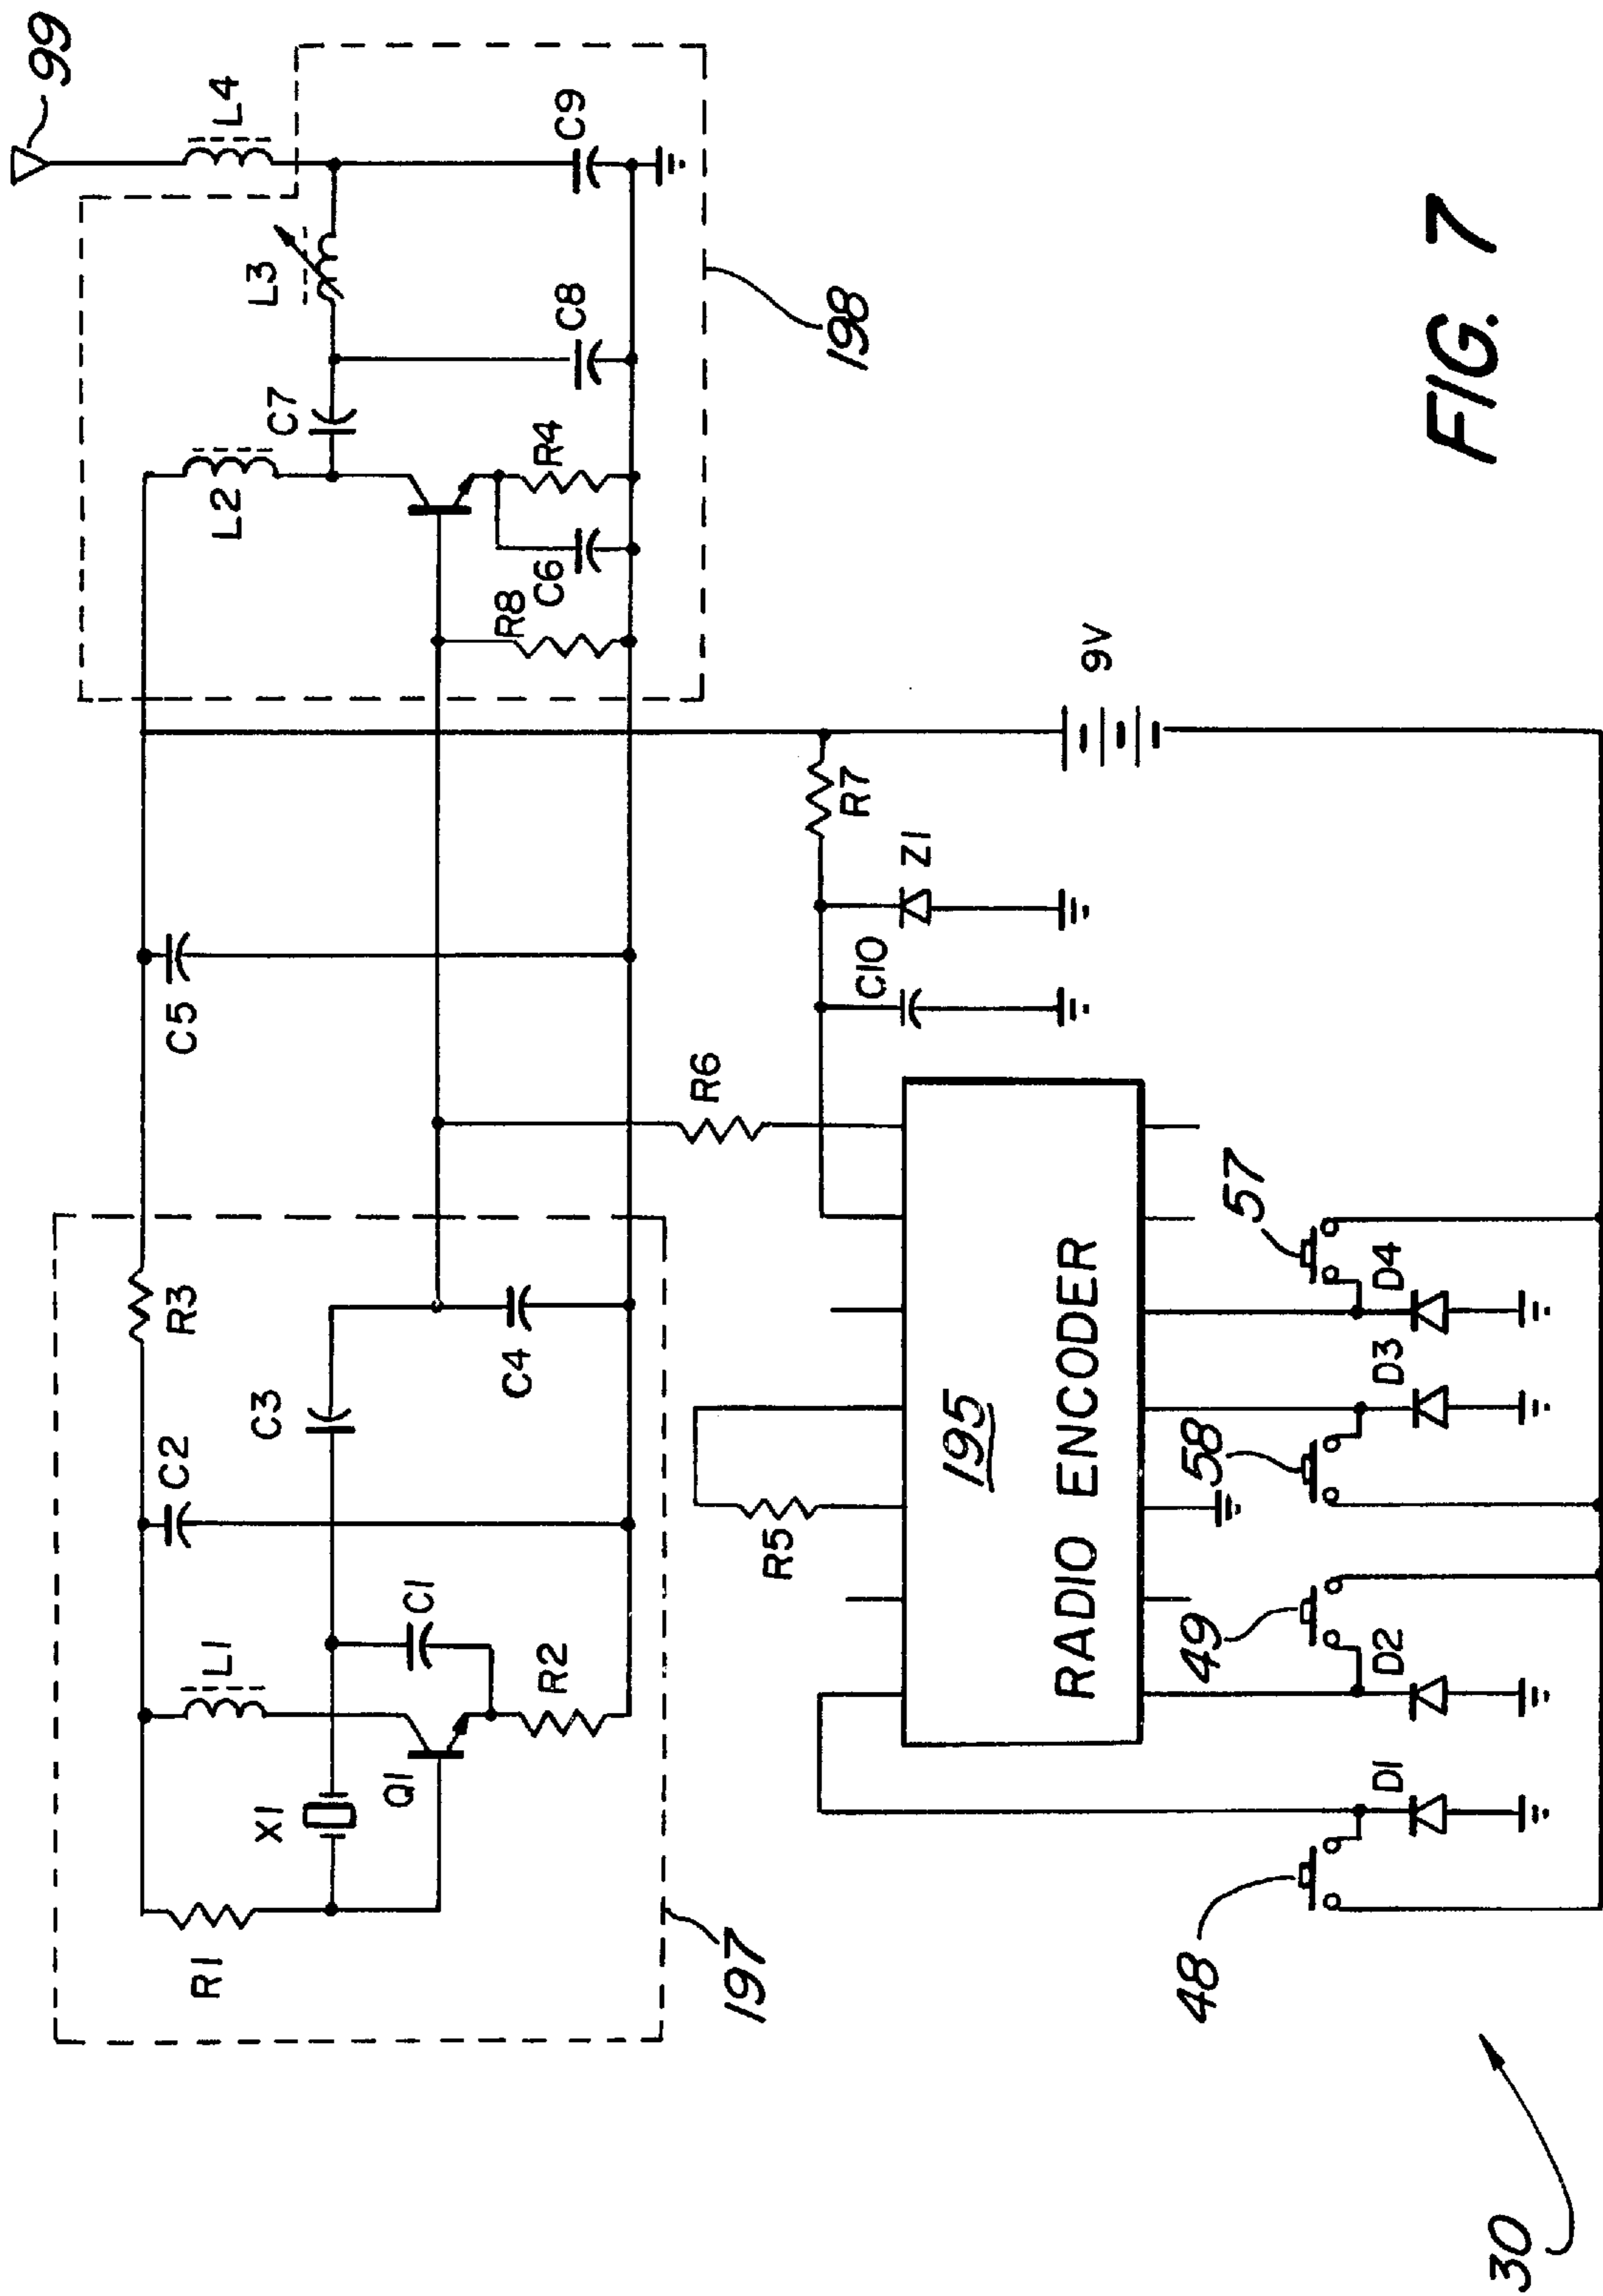 99
L4
L3
L2
C7
C8
C9
R4
C6
R8
198
C5
R3
C2
C3
C4
L1
C1
X1
Q1
R1
R2
197
R6
R7
Z1
C10
9V
R5
195
RADIO ENCODER
57
D4
D3
58
49
D2
D1
48
30
FIG. 7